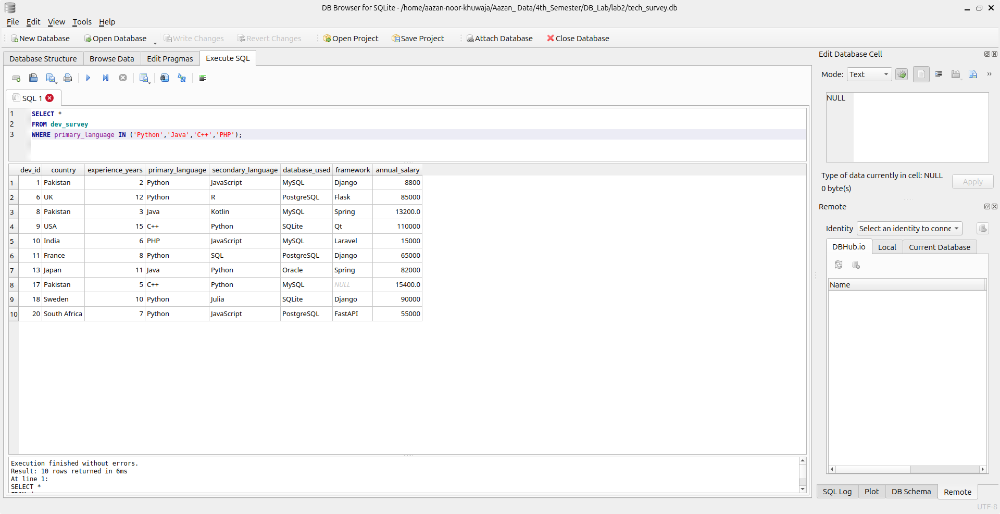 DB Browser for SQLite - /home/aazan-noor-khuwaja/Aazan_ Data/4th_Semester/DB_Lab/lab2/tech_survey.db
File Edit View Tools Help
New Database Open Database Write Changes Revert Changes Open Project Save Project Attach Database Close Database
Database Structure Browse Data Edit Pragmas Execute SQL
SQL 1
1 SELECT *
2 FROM dev_survey
3 WHERE primary_language IN ('Python','Java','C++','PHP');
dev_id country experience_years primary_language secondary_language database_used framework annual_salary
1 1 Pakistan 2 Python JavaScript MySQL Django 8800
2 6 UK 12 Python R PostgreSQL Flask 85000
3 8 Pakistan 3 Java Kotlin MySQL Spring 13200.0
4 9 USA 15 C++ Python SQLite Qt 110000
5 10 India 6 PHP JavaScript MySQL Laravel 15000
6 11 France 8 Python SQL PostgreSQL Django 65000
7 13 Japan 11 Java Python Oracle Spring 82000
8 17 Pakistan 5 C++ Python MySQL NULL 15400.0
9 18 Sweden 10 Python Julia SQLite Django 90000
10 20 South Africa 7 Python JavaScript PostgreSQL FastAPI 55000
Execution finished without errors.
Result: 10 rows returned in 6ms
At line 1:
SELECT *
Edit Database Cell
Mode: Text
NULL
Type of data currently in cell: NULL
0 byte(s)
Apply
Remote
Identity Select an identity to conne
DBHub.io Local Current Database
Name
SQL Log Plot DB Schema Remote
UTF-8